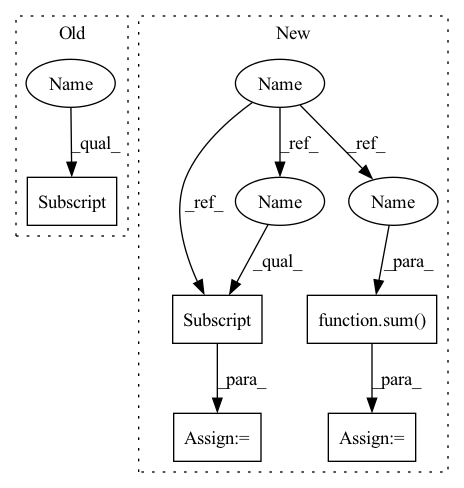 Old
New
Name
Name
_qual_
_ref_
_ref_
_ref_
Subscript
Name
Name
_qual_
_para_
Subscript
function.sum()
_para_
_para_
Assign:=
Assign:=